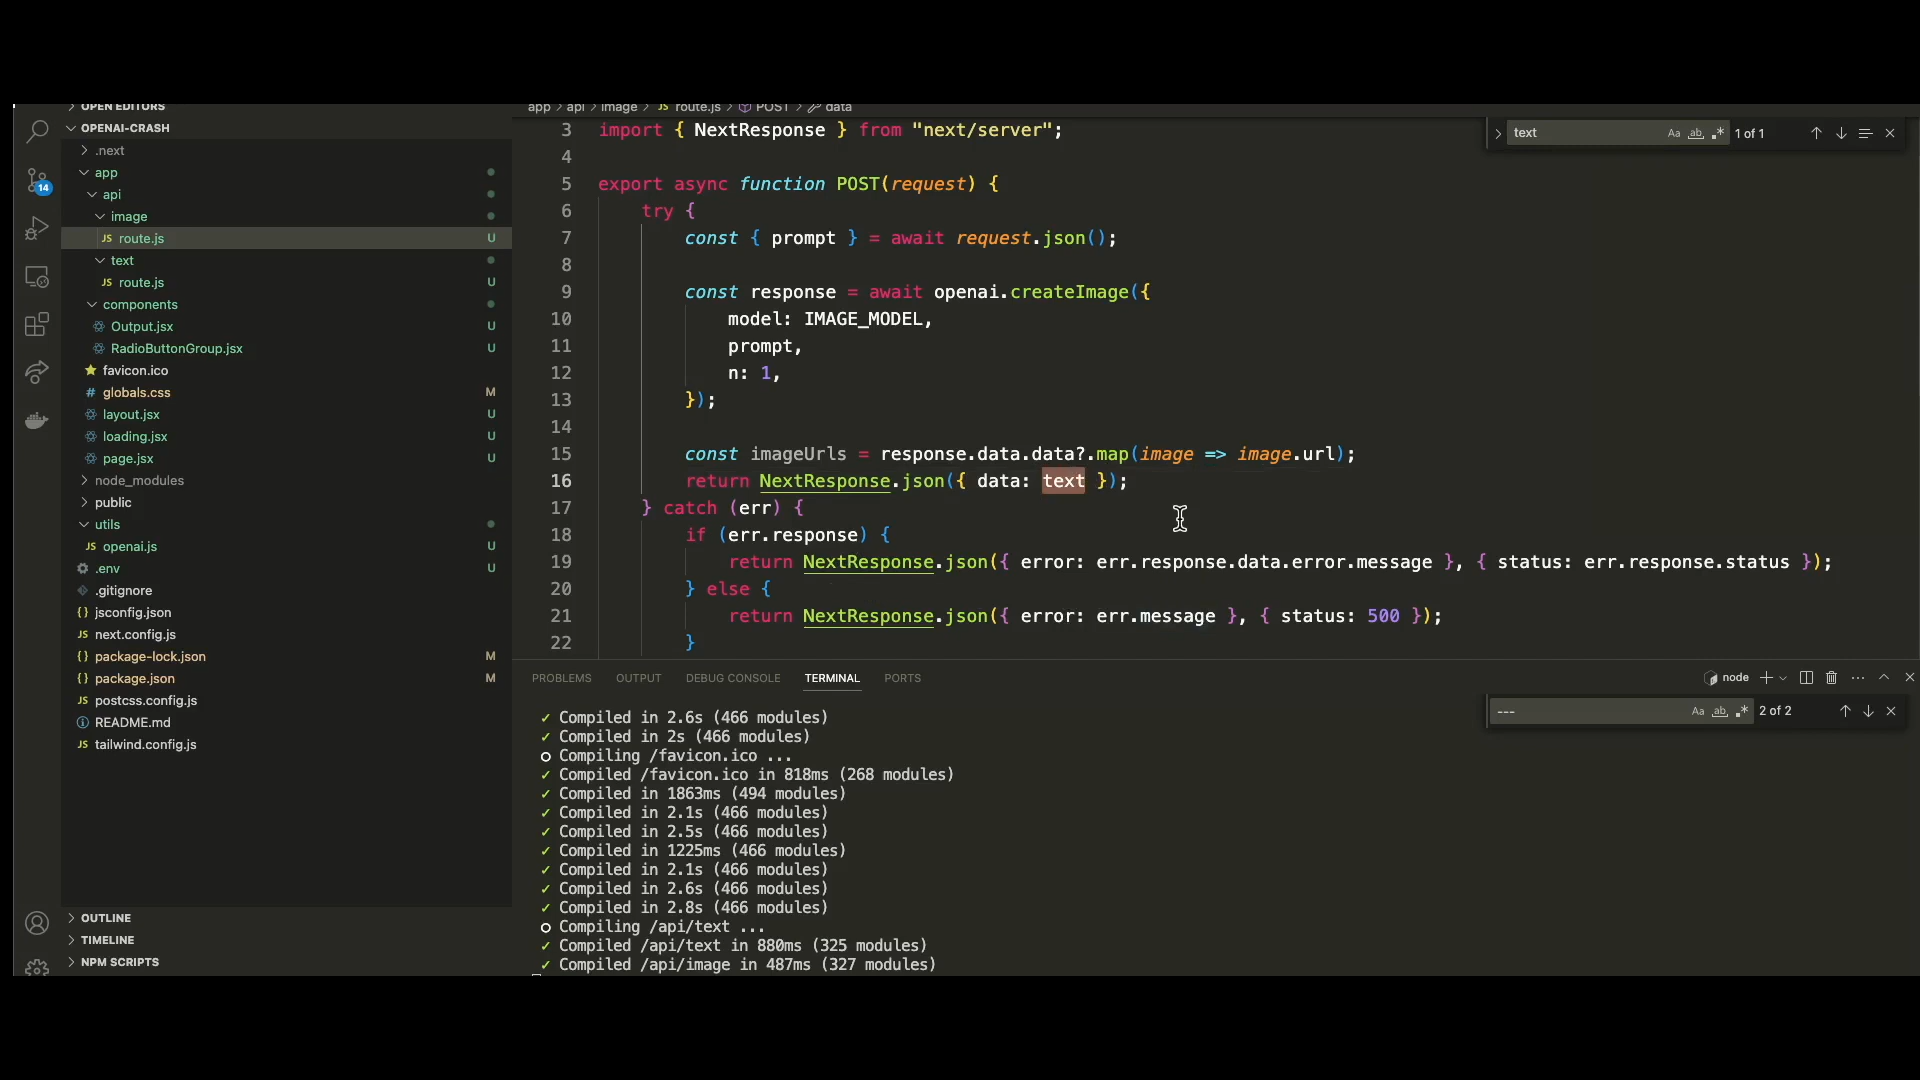 OPEN EDITORS
OPENAI-CRASH
.next
app
api
image
JS route.js U
text
JS route.js U
components
Output.jsx U
RadioButtonGroup.jsx U
favicon.ico
# globals.css M
layout.jsx U
loading.jsx U
page.jsx U
node_modules
public
utils
JS openai.js U
.env U
.gitignore
{} jsconfig.json
JS next.config.js
{} package-lock.json M
{} package.json M
JS postcss.config.js
README.md
JS tailwind.config.js
OUTLINE
TIMELINE
NPM SCRIPTS
14
app > api > image > JS route.js > POST > data
text Aa ab .* 1 of 1
3 import { NextResponse } from "next/server";
4
5 export async function POST(request) {
6 try {
7 const { prompt } = await request.json();
8
9 const response = await openai.createImage({
10 model: IMAGE_MODEL,
11 prompt,
12 n: 1,
13 });
14
15 const imageUrls = response.data.data?.map(image => image.url);
16 return NextResponse.json({ data: text });
17 } catch (err) {
18 if (err.response) {
19 return NextResponse.json({ error: err.response.data.error.message }, { status: err.response.status });
20 } else {
21 return NextResponse.json({ error: err.message }, { status: 500 });
22 }
PROBLEMS OUTPUT DEBUG CONSOLE TERMINAL PORTS node
--- Aa ab .* 2 of 2
✓ Compiled in 2.6s (466 modules)
✓ Compiled in 2s (466 modules)
○ Compiling /favicon.ico ...
✓ Compiled /favicon.ico in 818ms (268 modules)
✓ Compiled in 1863ms (494 modules)
✓ Compiled in 2.1s (466 modules)
✓ Compiled in 2.5s (466 modules)
✓ Compiled in 1225ms (466 modules)
✓ Compiled in 2.1s (466 modules)
✓ Compiled in 2.6s (466 modules)
✓ Compiled in 2.8s (466 modules)
○ Compiling /api/text ...
✓ Compiled /api/text in 880ms (325 modules)
✓ Compiled /api/image in 487ms (327 modules)